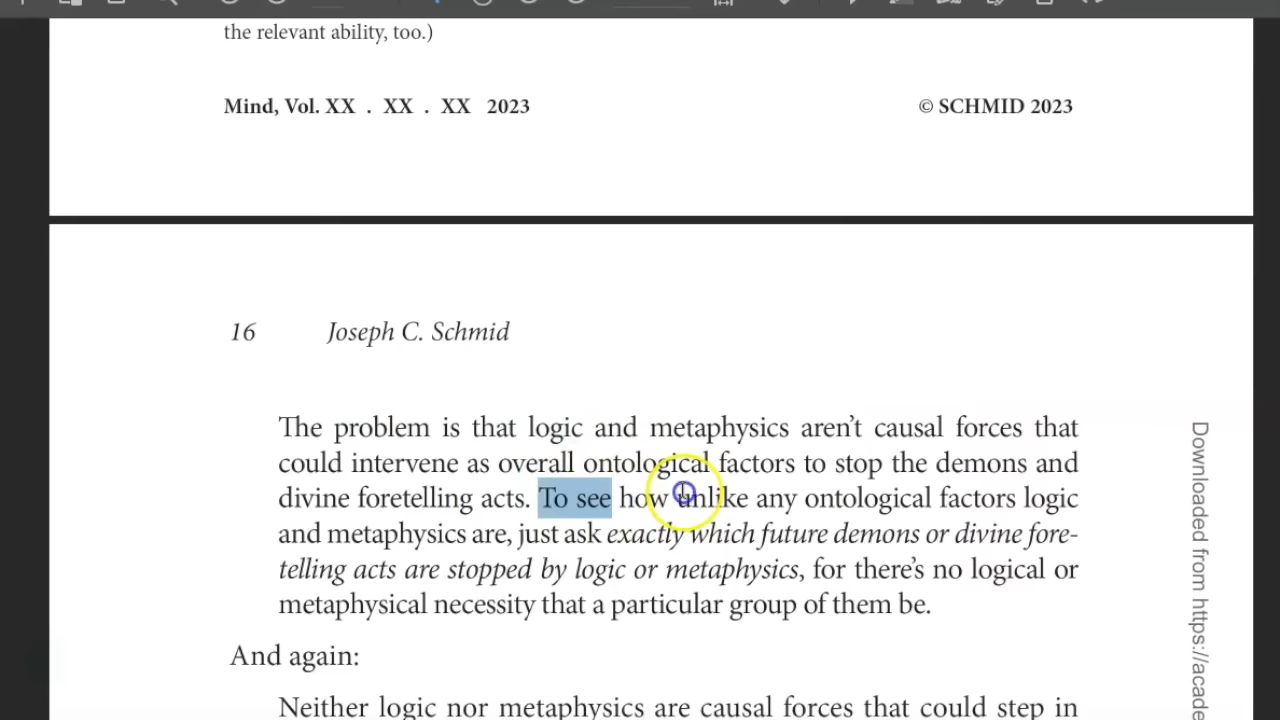 the relevant ability, too.)
Mind, Vol. XX . XX . XX 2023
© SCHMID 2023
16 Joseph C. Schmid
The problem is that logic and metaphysics aren’t causal forces that
could intervene as overall ontological factors to stop the demons and
divine foretelling acts. To see how unlike any ontological factors logic
and metaphysics are, just ask exactly which future demons or divine fore-
telling acts are stopped by logic or metaphysics, for there’s no logical or
metaphysical necessity that a particular group of them be.
And again:
Neither logic nor metaphysics are causal forces that could step in
Downloaded from https://acade